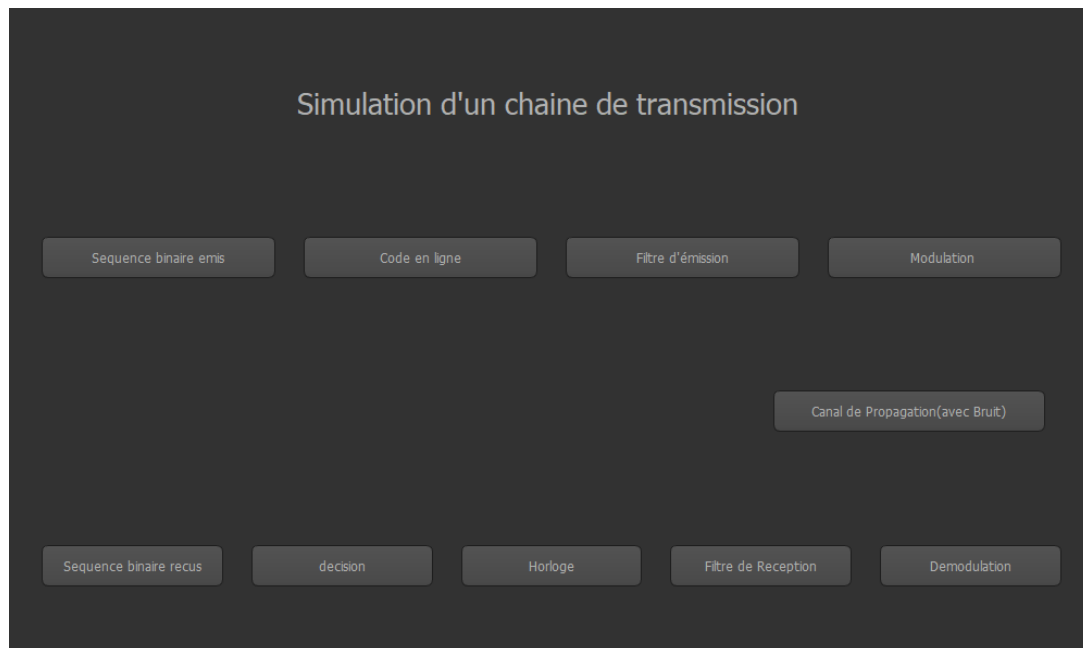 Simulation d'un chaine de transmission
Sequence binaire emis
Code en ligne
Filtre d'émission
Modulation
Canal de Propagation(avec Bruit)
Sequence binaire recus
decision
Horloge
Filtre de Reception
Demodulation